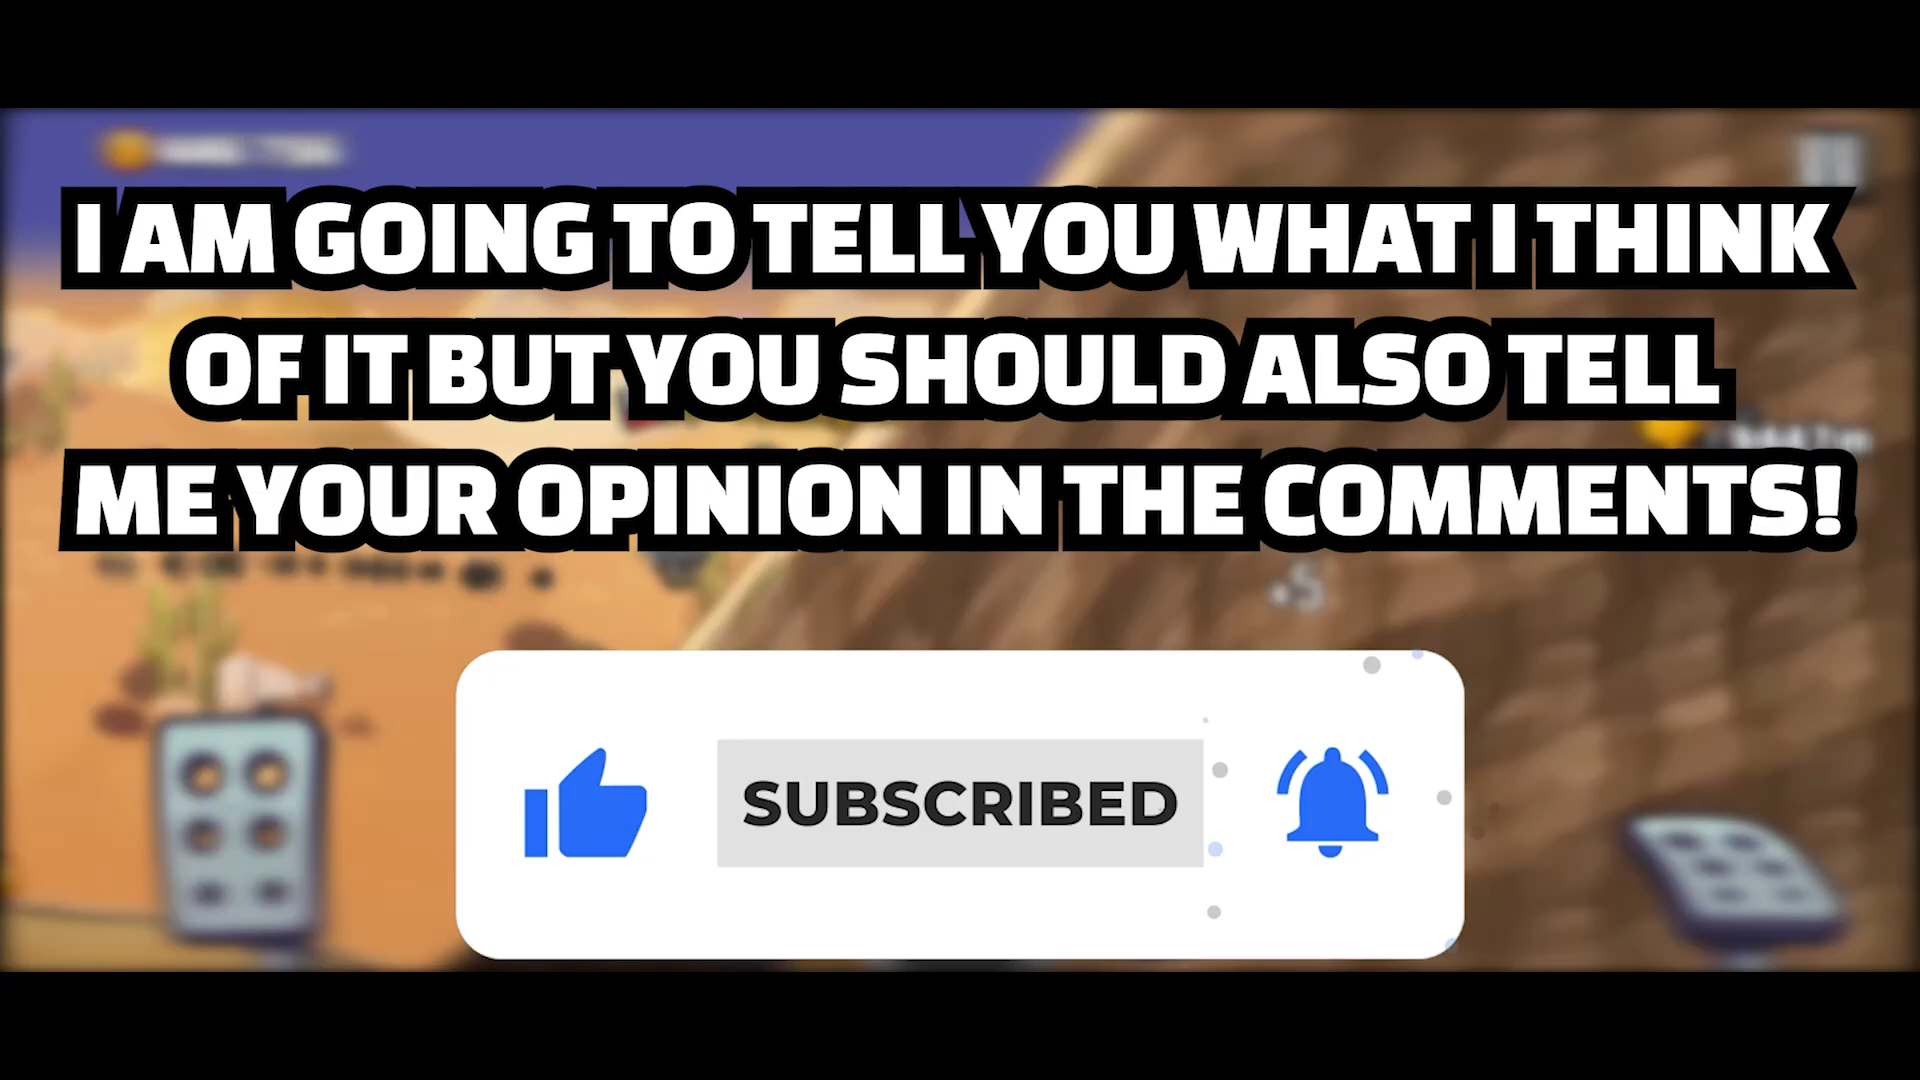 I AM GOING TO TELL YOU WHAT I THINK
OF IT BUT YOU SHOULD ALSO TELL
ME YOUR OPINION IN THE COMMENTS!
+5
SUBSCRIBED